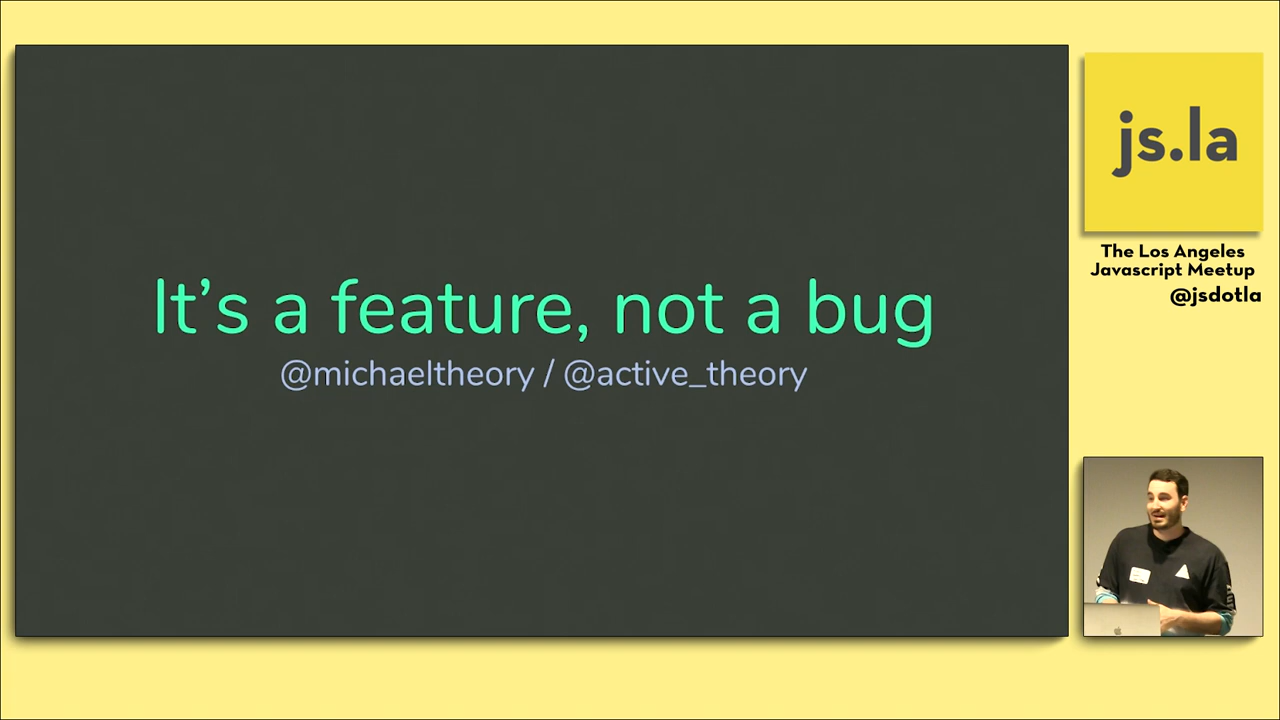 It’s a feature, not a bug
@michaeltheory / @active_theory
js.la
The Los Angeles
Javascript Meetup
@jsdotla